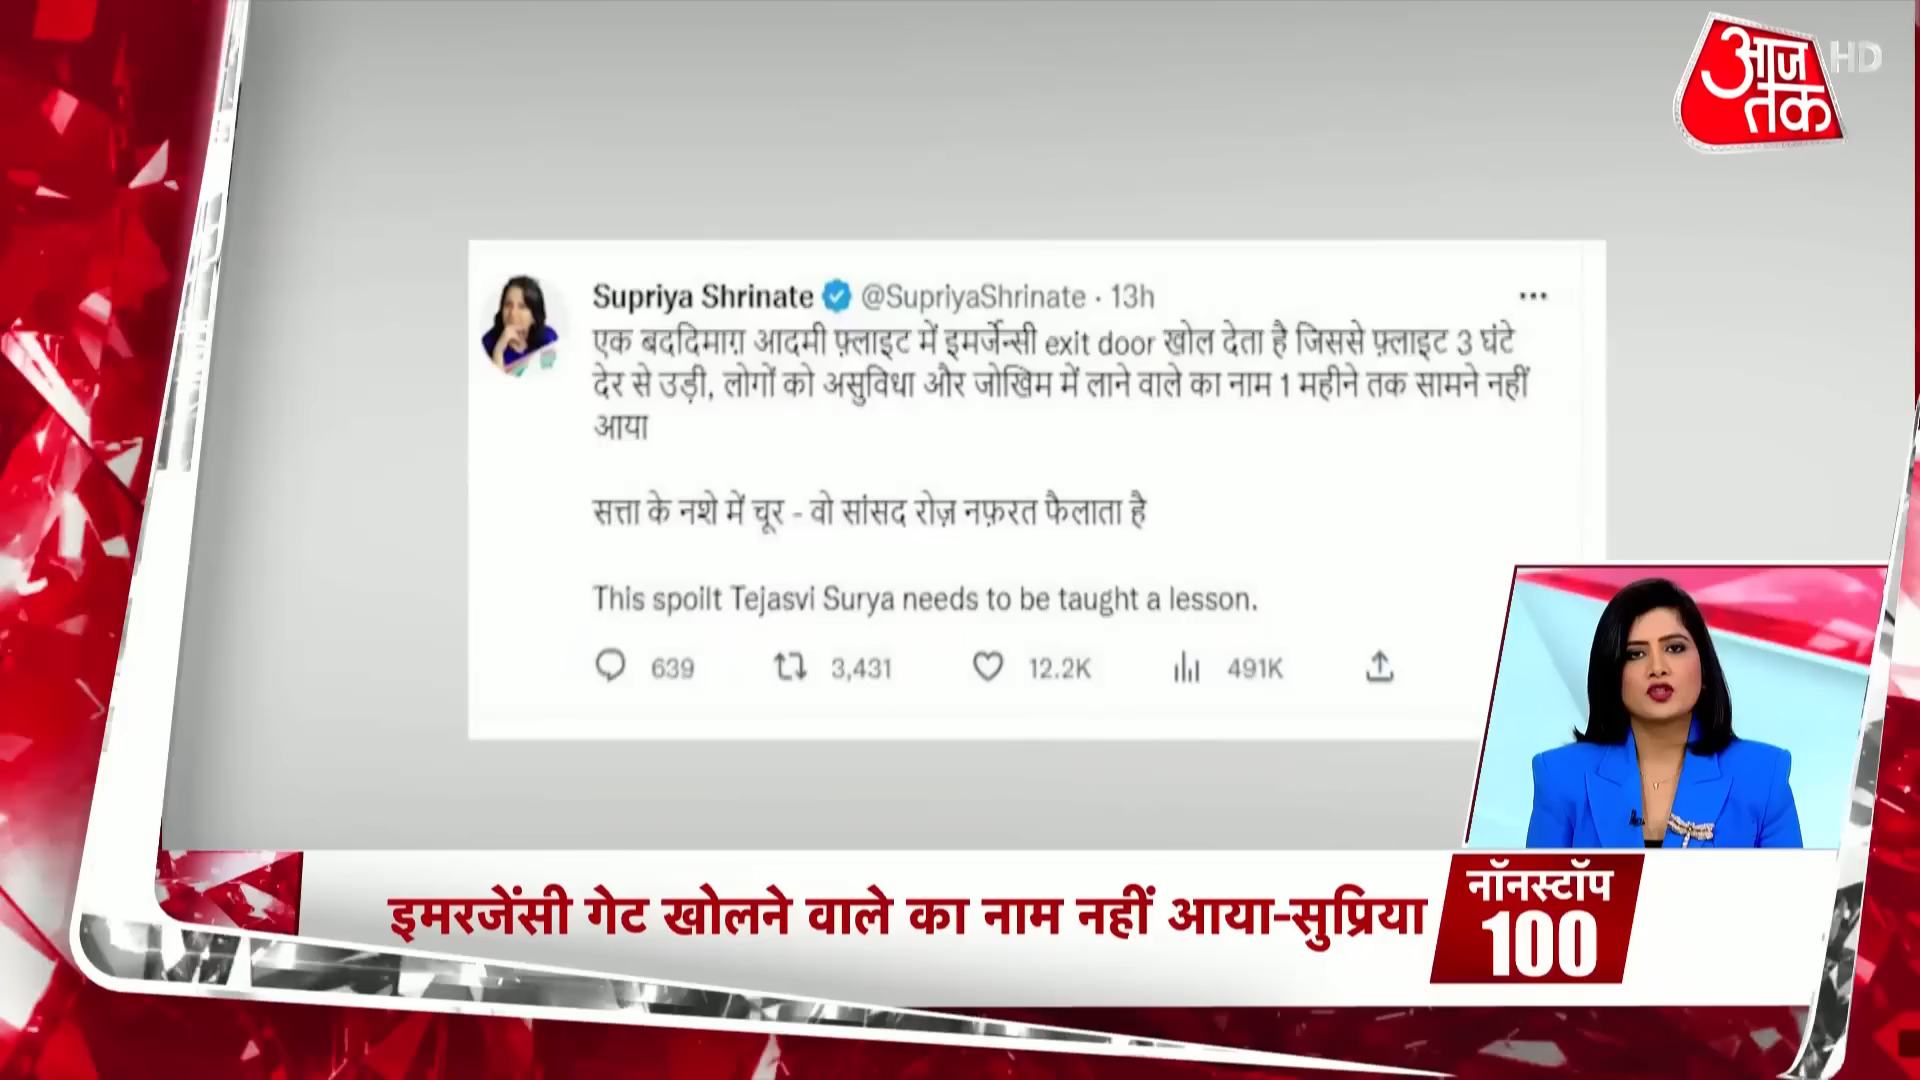 आज
तक
HD
Supriya Shrinate @SupriyaShrinate · 13h
एक बददिमाग़ आदमी फ़्लाइट में इमर्जेन्सी exit door खोल देता है जिससे फ़्लाइट 3 घंटे
देर से उड़ी, लोगों को असुविधा और जोखिम में लाने वाले का नाम 1 महीने तक सामने नहीं
आया
सत्ता के नशे में चूर - वो सांसद रोज़ नफ़रत फैलाता है
This spoilt Tejasvi Surya needs to be taught a lesson.
639 3,431 12.2K 491K
इमरजेंसी गेट खोलने वाले का नाम नहीं आया-सुप्रिया
नॉनस्टॉप
100